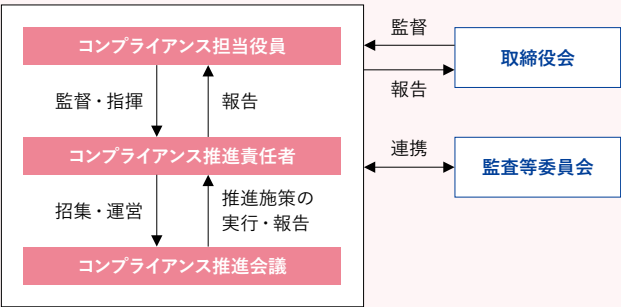 コンプライアンス担当役員
監督・指揮
報告
コンプライアンス推進責任者
招集・運営
推進施策の
実行・報告
コンプライアンス推進会議
監督
報告
取締役会
連携
監査等委員会